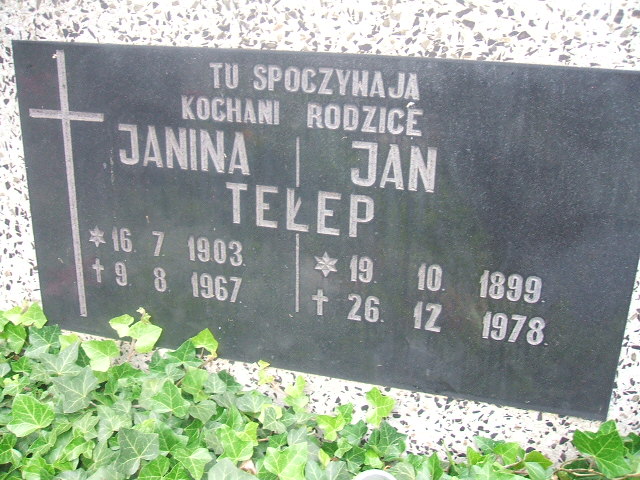 TU SPOCZYWAJĄ
KOCHANI RODZICE
JANINA JAN
TEŁEP
* 16 7 1903 * 19. 10 1899
† 9. 8 1967 † 26 12 1978